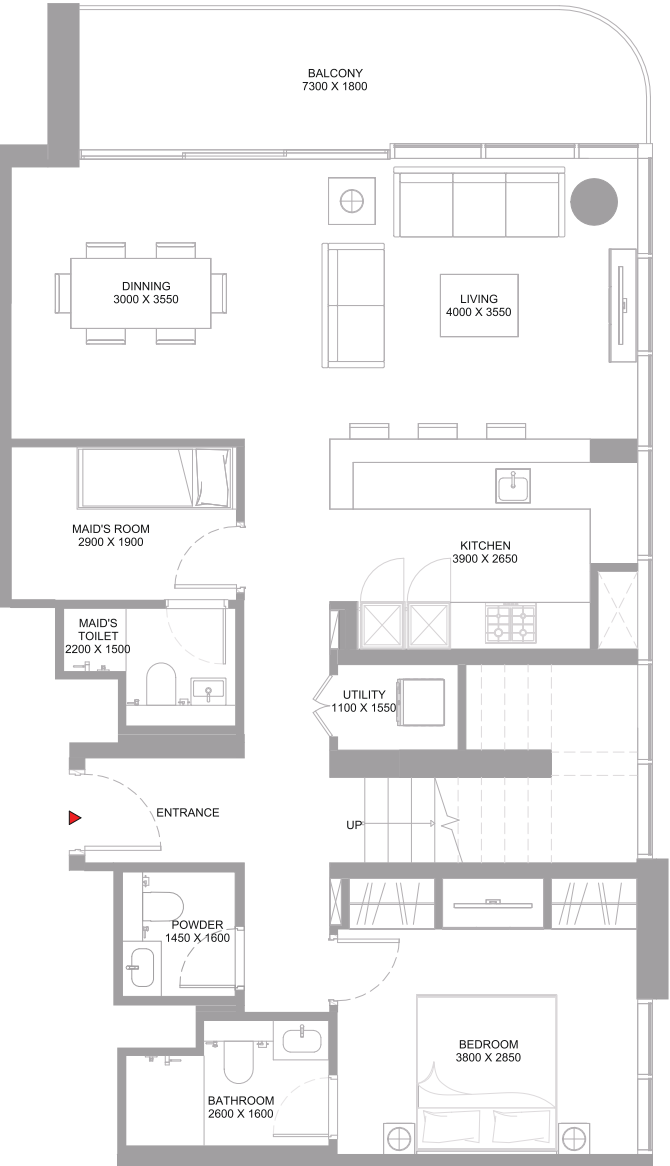 BALCONY
7300 X 1800
DINNING
3000 X 3550
LIVING
4000 X 3550
MAID'S ROOM
2900 X 1900
KITCHEN
3900 X 2650
MAID'S
TOILET
2200 X 1500
UTILITY
1100 X 1550
ENTRANCE
UP
POWDER
1450 X 1600
BEDROOM
3800 X 2850
BATHROOM
2600 X 1600